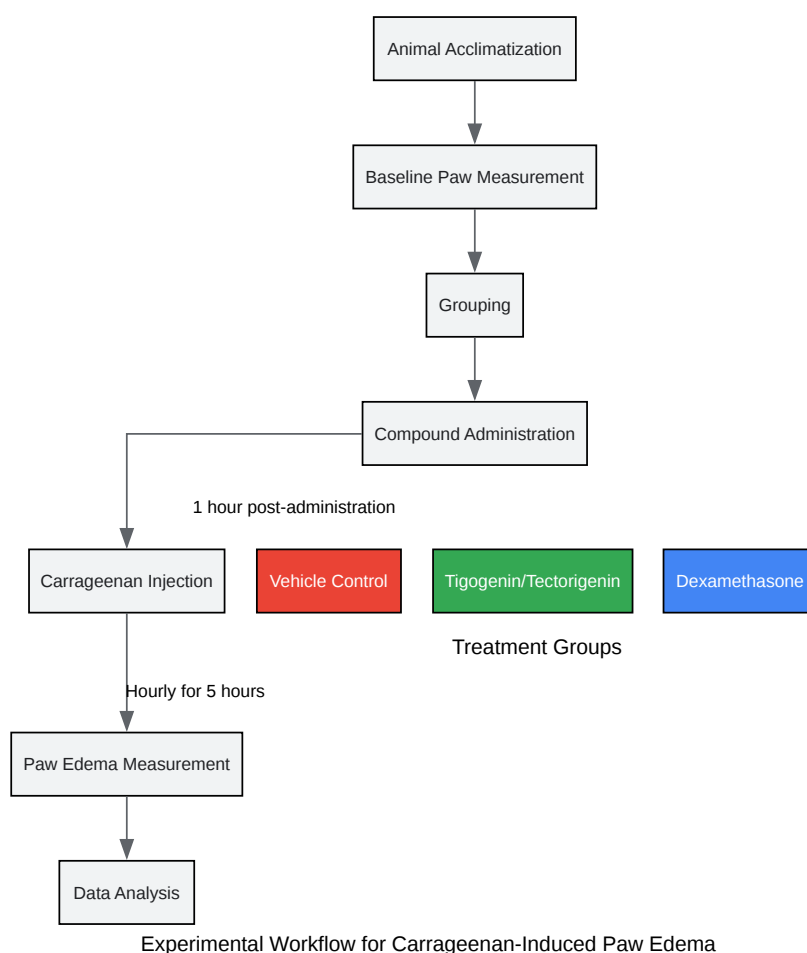 Animal Acclimatization
Baseline Paw Measurement
Grouping
Compound Administration
1 hour post-administration
Carrageenan Injection
Vehicle Control
Tigogenin/Tectorigenin
Dexamethasone
Treatment Groups
Hourly for 5 hours
Paw Edema Measurement
Data Analysis
Experimental Workflow for Carrageenan-Induced Paw Edema